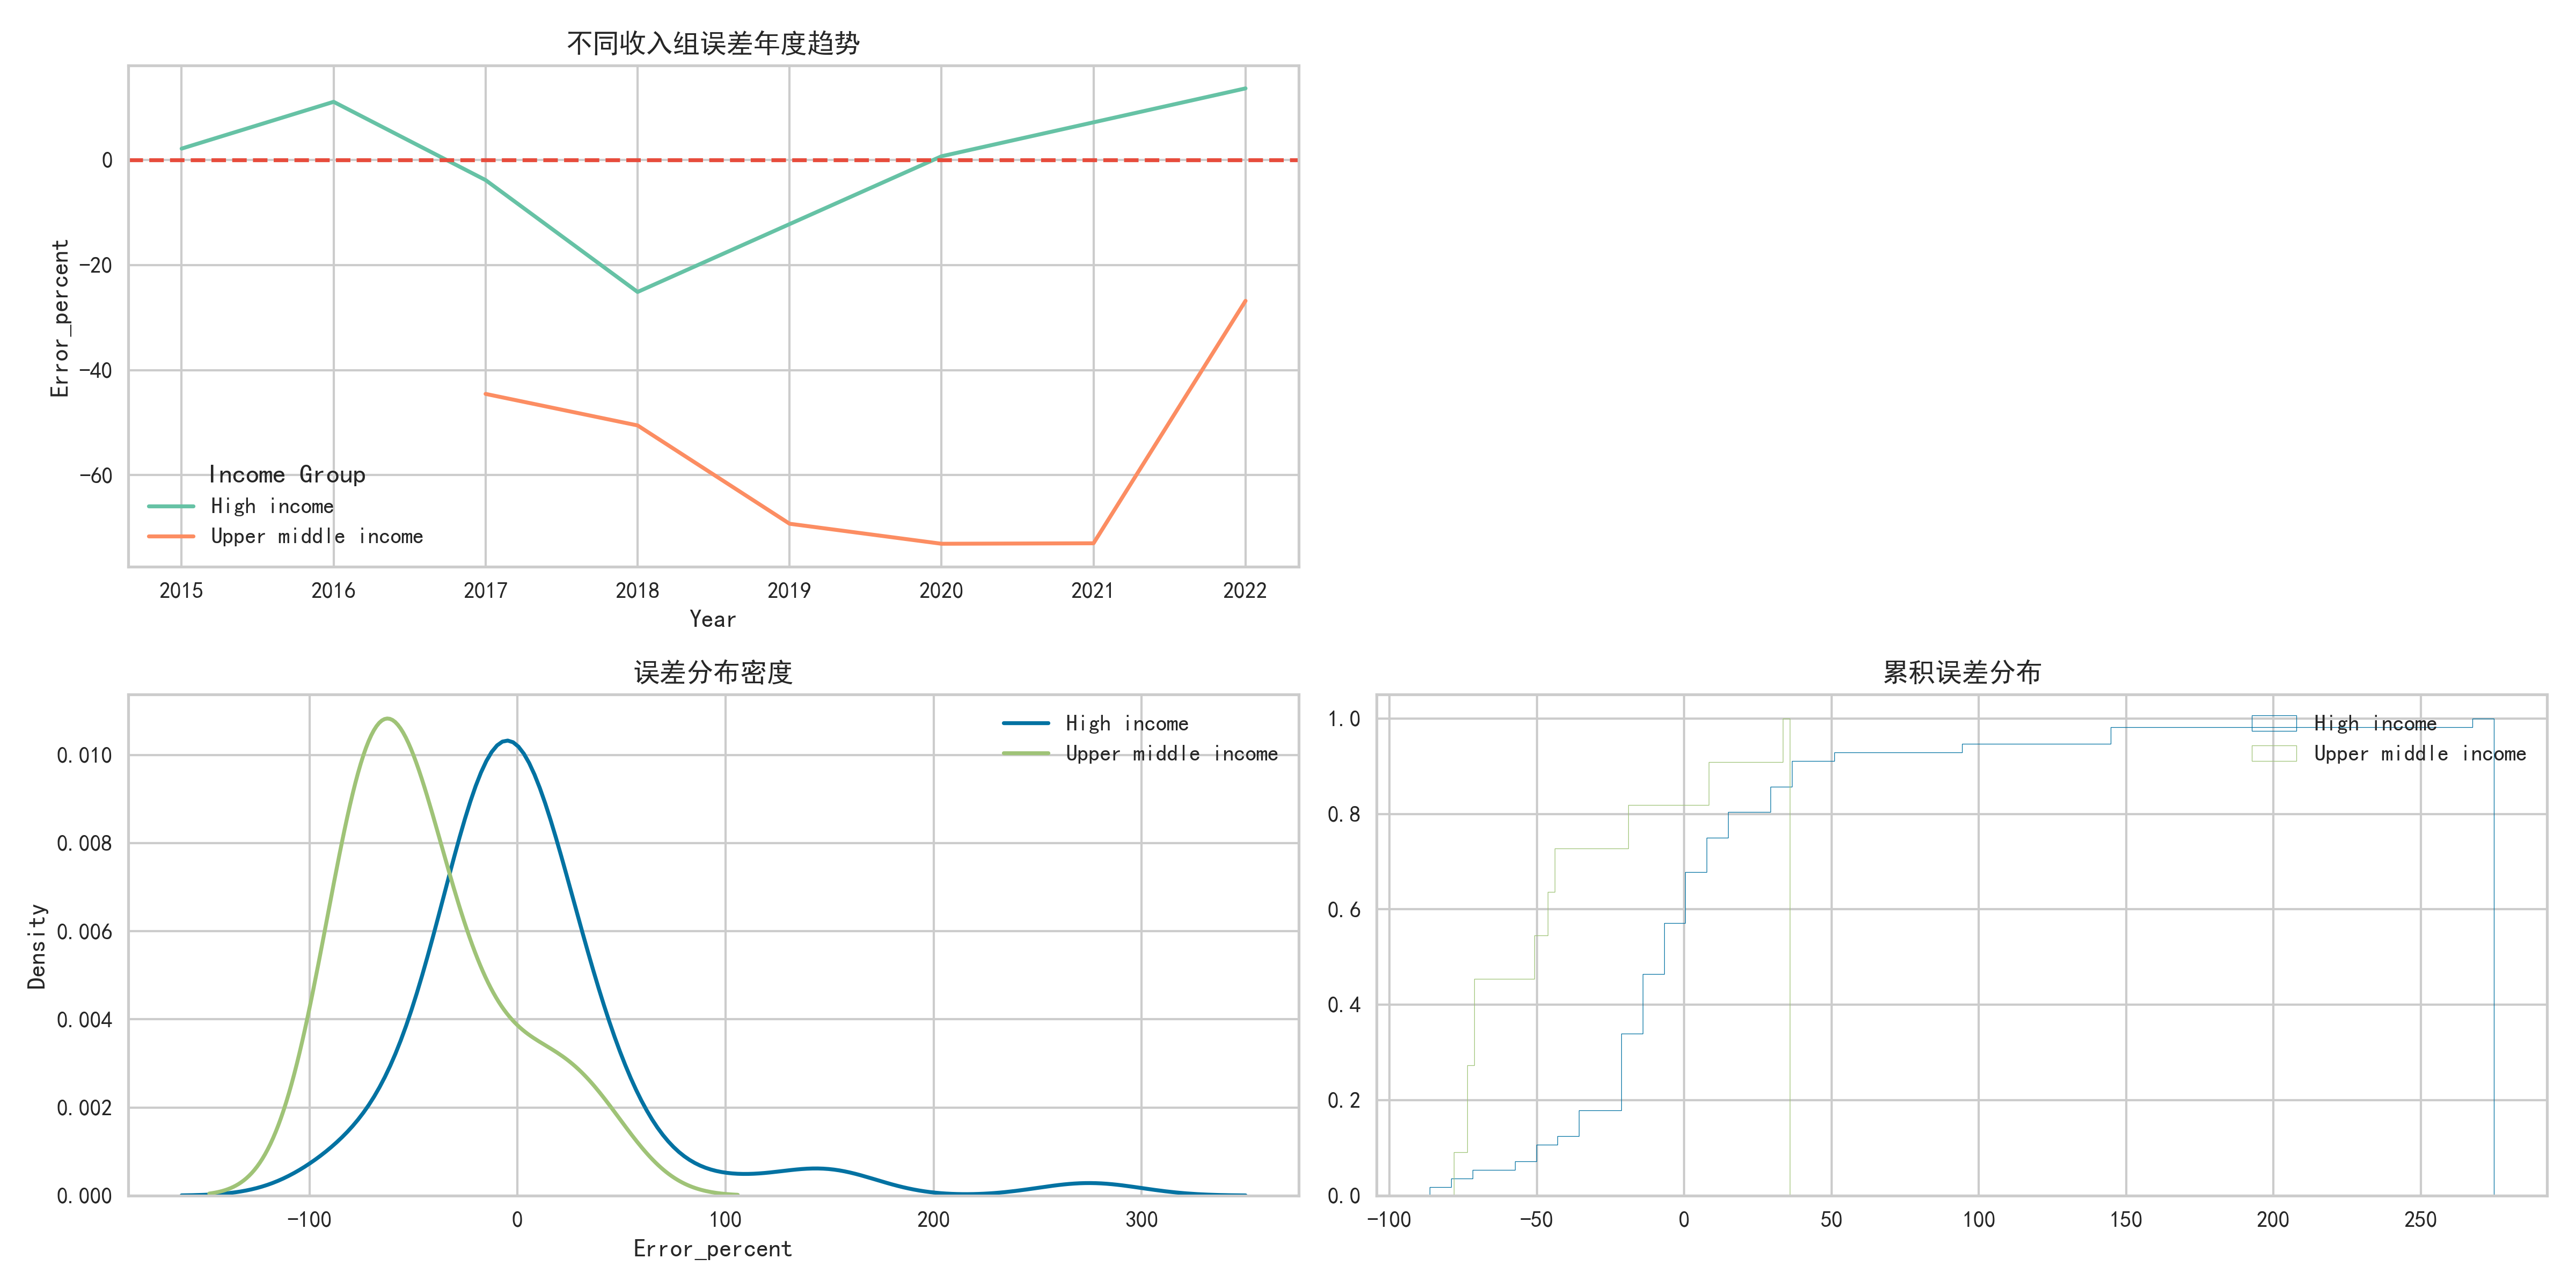 不同收入组误差年度趋势
Error_percent
0
−20
−40
−60
Income Group
High income
Upper middle income
2015 2016 2017 2018 2019 2020 2021 2022
Year
误差分布密度
Density
0.010
0.008
0.006
0.004
0.002
0.000
High income
Upper middle income
−100 0 100 200 300
Error_percent
累积误差分布
1.0
0.8
0.6
0.4
0.2
0.0
High income
Upper middle income
−100 −50 0 50 100 150 200 250